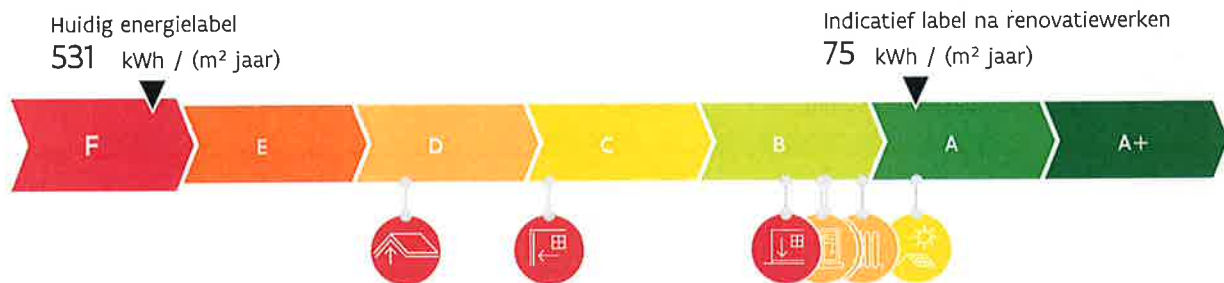 Huidig energielabel
531 kWh / (m² jaar)
Indicatief label na renovatiewerken
75 kWh / (m² jaar)
F E D C B A A+